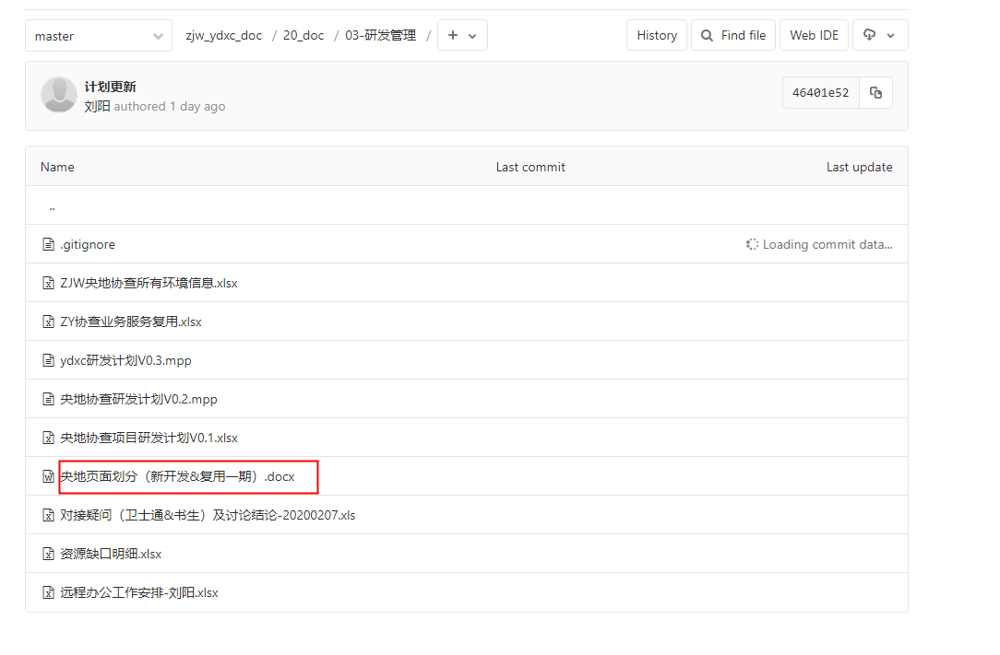 master
zjw_ydxc_doc / 20_doc / 03-研发管理 / +
History
Find file
Web IDE
计划更新
刘阳 authored 1 day ago
46401e52
Name Last commit Last update
..
.gitignore Loading commit data...
ZJW央地协查所有环境信息.xlsx
ZY协查业务服务复用.xlsx
ydxc研发计划V0.3.mpp
央地协查研发计划V0.2.mpp
央地协查项目研发计划V0.1.xlsx
央地页面划分（新开发&复用一期）.docx
对接疑问（卫士通&书生）及讨论结论-20200207.xls
资源缺口明细.xlsx
远程办公工作安排-刘阳.xlsx